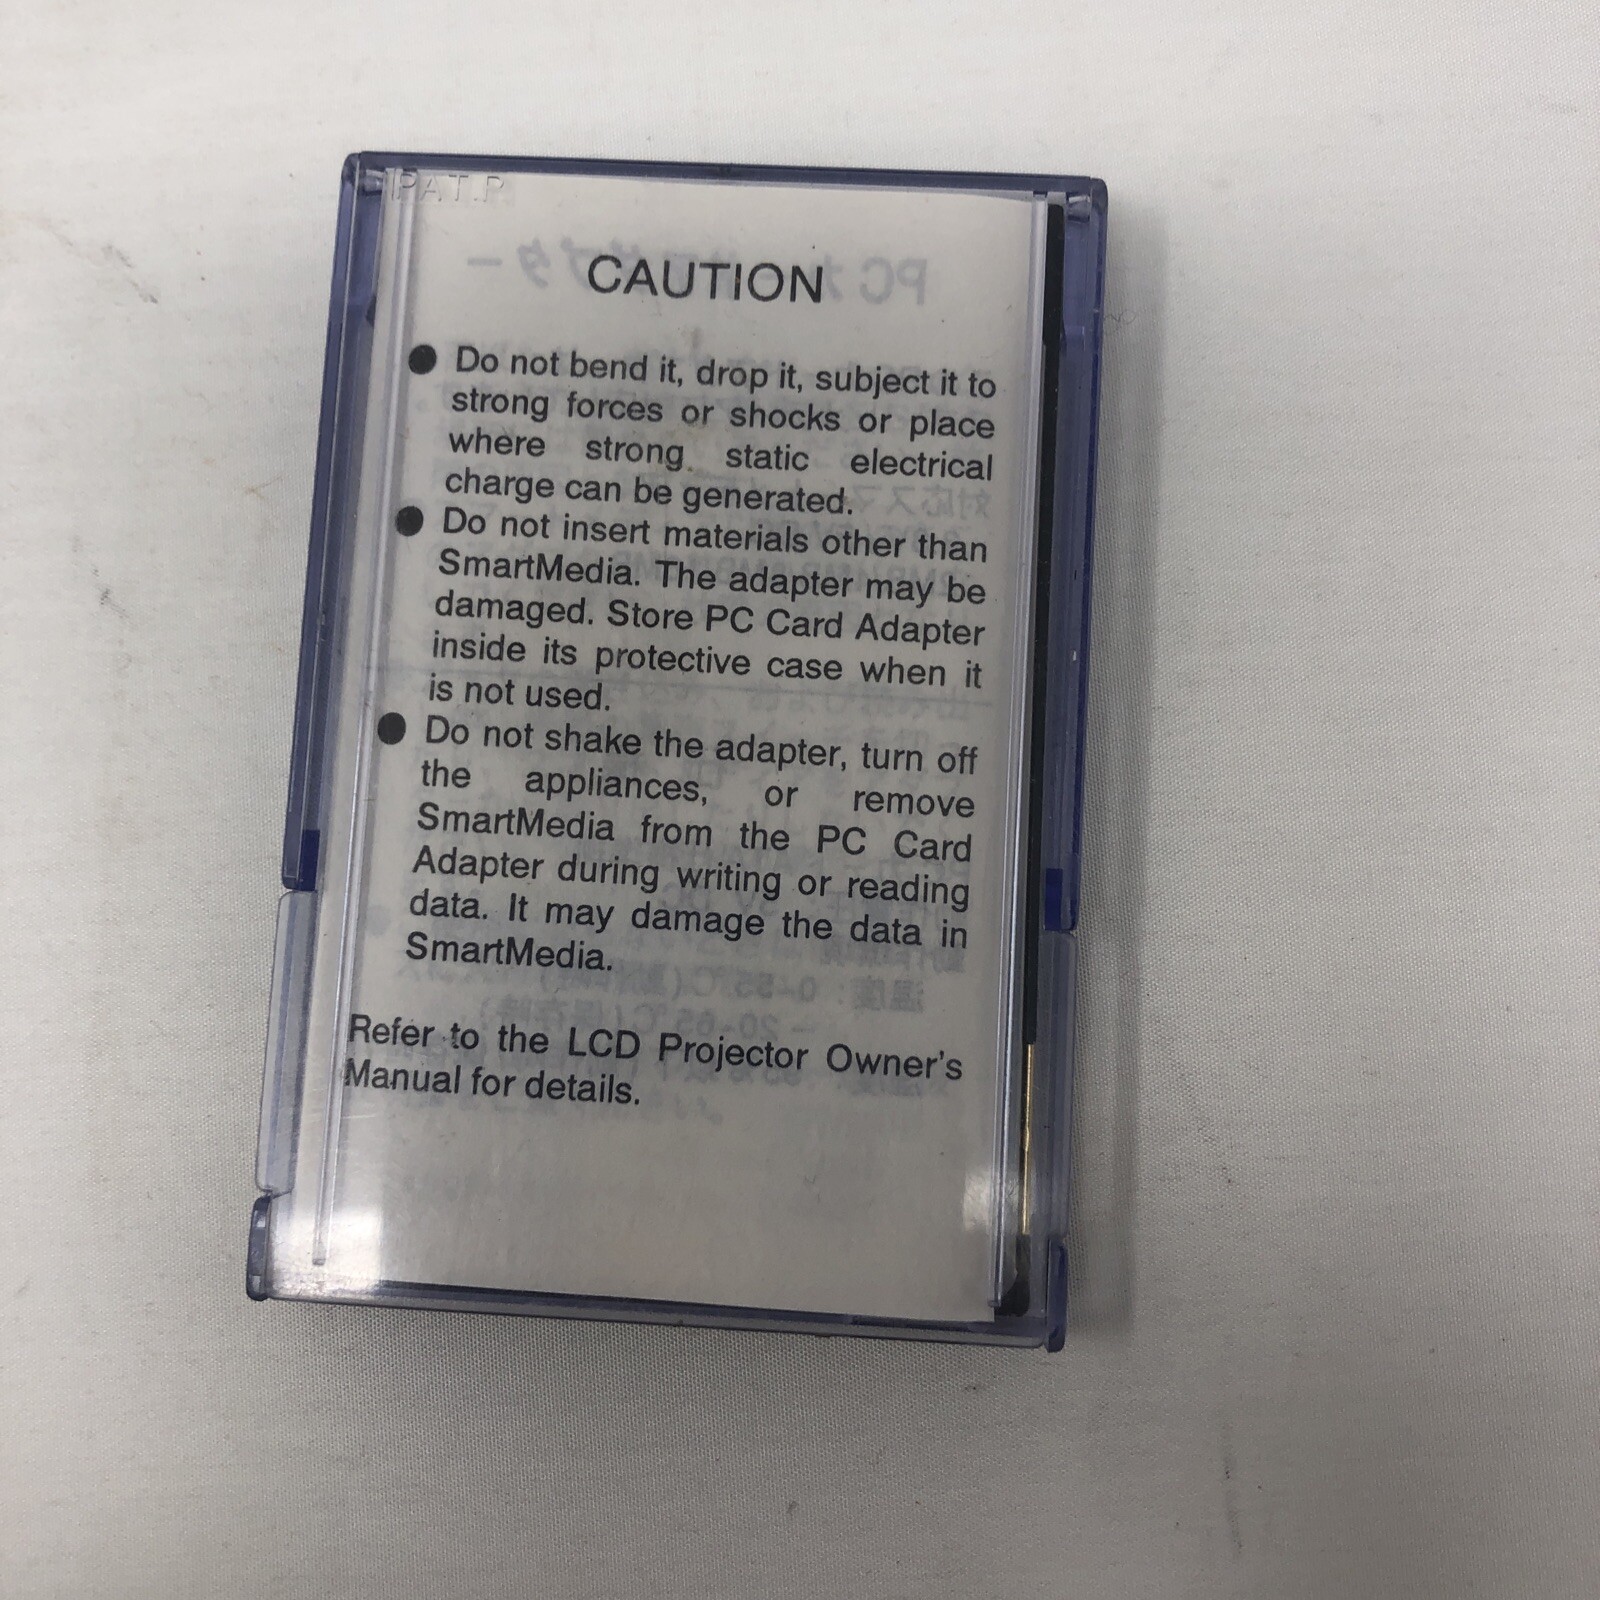 PAT.P
CAUTION
● Do not bend it, drop it, subject it to
strong forces or shocks or place
where strong static electrical
charge can be generated.
● Do not insert materials other than
SmartMedia. The adapter may be
damaged. Store PC Card Adapter
inside its protective case when it
is not used.
● Do not shake the adapter, turn off
the appliances, or remove
SmartMedia from the PC Card
Adapter during writing or reading
data. It may damage the data in
SmartMedia.
Refer to the LCD Projector Owner's
Manual for details.